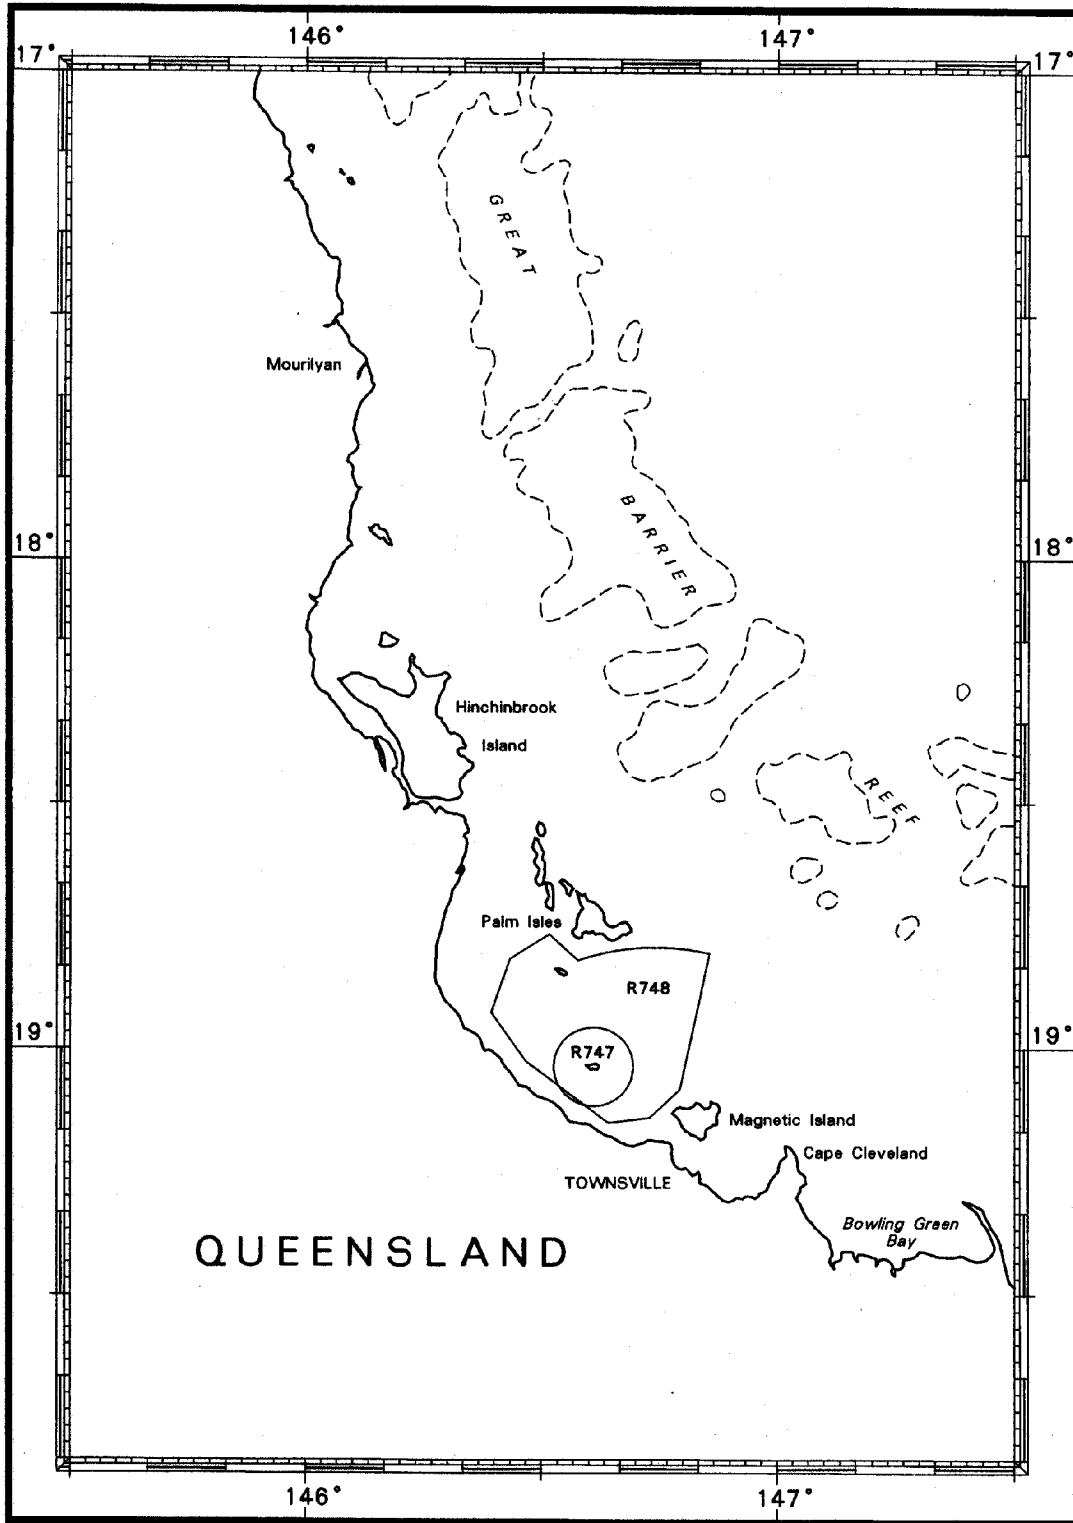 146°
147°
17°
17°
GREAT
Mourilyan
BARRIER
18°
18°
Hinchinbrook
Island
REEF
Palm Isles
R748
19°
19°
R747
Magnetic Island
Cape Cleveland
TOWNSVILLE
Bowling Green
Bay
QUEENSLAND
146°
147°